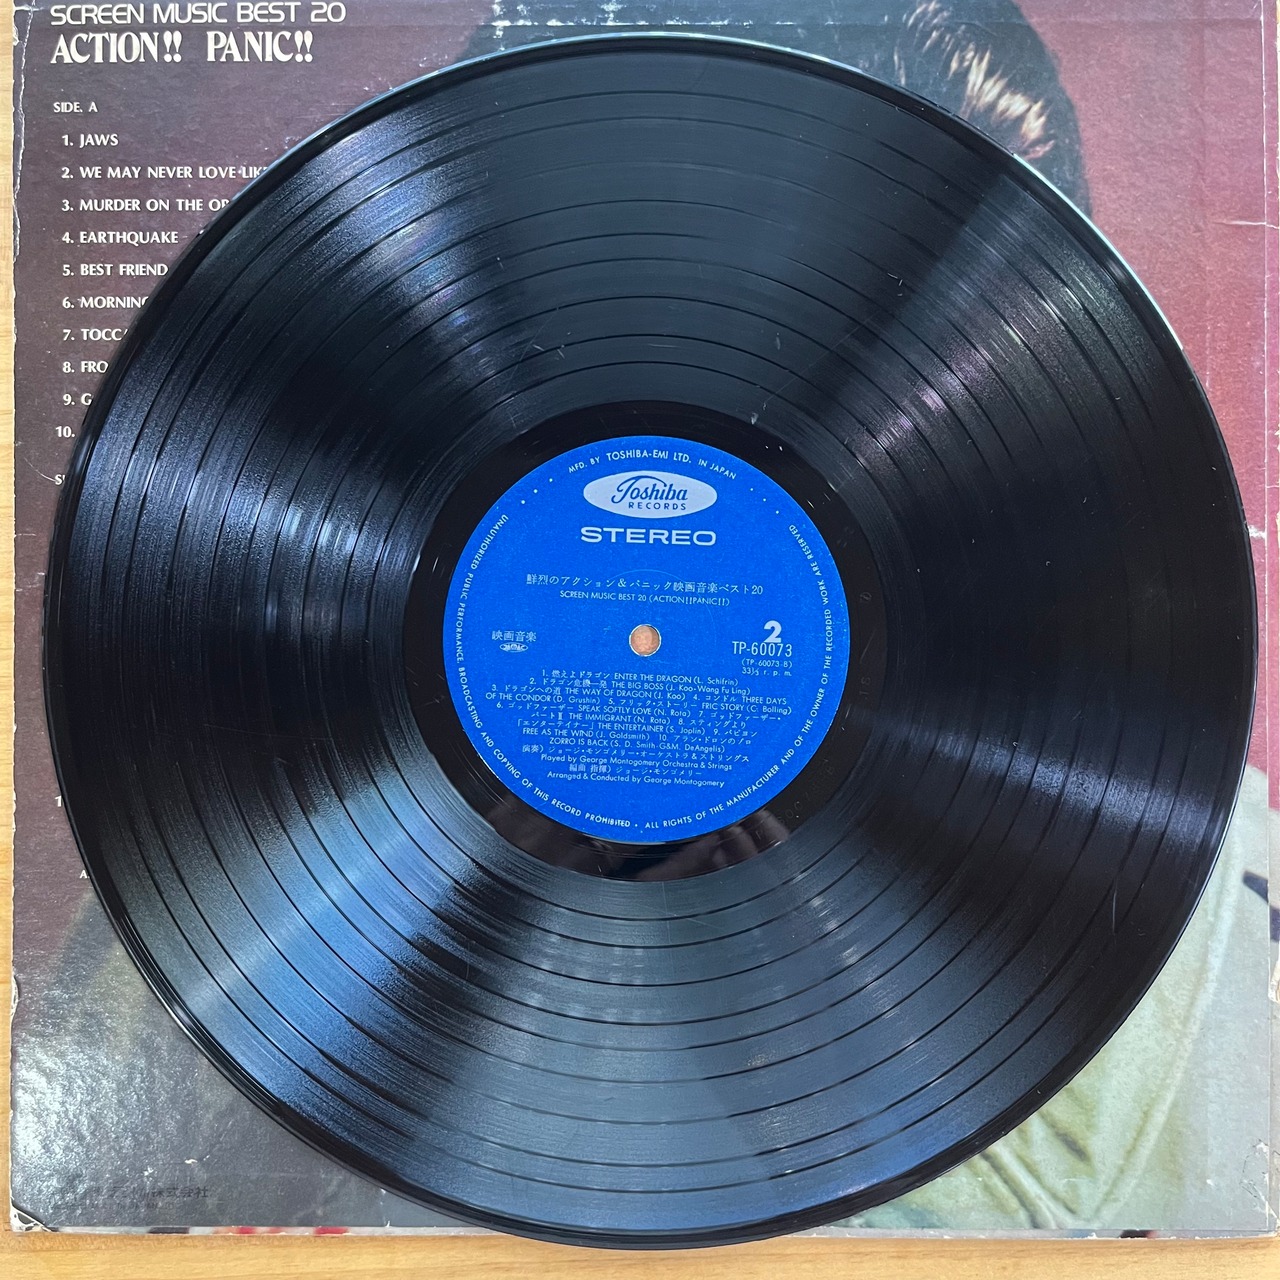 SCREEN MUSIC BEST 20
ACTION!! PANIC!!
SIDE. A
1. JAWS
2. WE MAY NEVER LOVE
3. MURDER ON THE
4. EARTHQUAKE
5. BEST FRIEND
6.
7.
8.
9.
10.
MFD. BY TOSHIBA-EMI LTD. IN JAPAN
Toshiba
RECORDS
STEREO
鮮烈のアクション&パニック映画音楽ベスト20
SCREEN MUSIC BEST 20 (ACTION!!PANIC!!)
映画音楽
2
TP-60073
(TP-60073-B)
33⅓ r. p. m.
1. 燃えよドラゴン ENTER THE DRAGON (L. Schifrin)
2. ドラゴン危機一発 THE BIG BOSS (J. Koo-Wang Fu Ling)
3. ドラゴンへの道 THE WAY OF DRAGON (J. Koo) 4. コンドル THREE DAYS
OF THE CONDOR (D. Grushin) 5. フリック・ストーリー FRIC STORY (C. Bolling)
6. ゴッドファーザー SPEAK SOFTLY LOVE (N. Rota) 7. ゴッドファーザー・
パートⅡ THE IMMIGRANT (N. Rota) 8. スティングより
「エンターテイナー」THE ENTERTAINER (S. Joplin) 9. パピヨン
FREE AS THE WIND (J. Goldsmith) 10. アラン・ドロンのゾロ
ZORRO IS BACK (S. D. Smith-G&M. DeAngelis)
演奏) ジョージ・モンゴメリー・オーケストラ&ストリングス
Played by George Montogomery Orchestra & Strings
編曲 指揮) ジョージ・モンゴメリー
Arranged & Conducted by George Montogomery
UNAUTHORIZED PUBLIC PERFORMANCE, BROADCASTING AND COPYING OF THIS RECORD PROHIBITED • ALL RIGHTS OF THE MANUFACTURER AND OF THE OWNER OF THE RECORDED WORK ARE RESERVED
株式会社